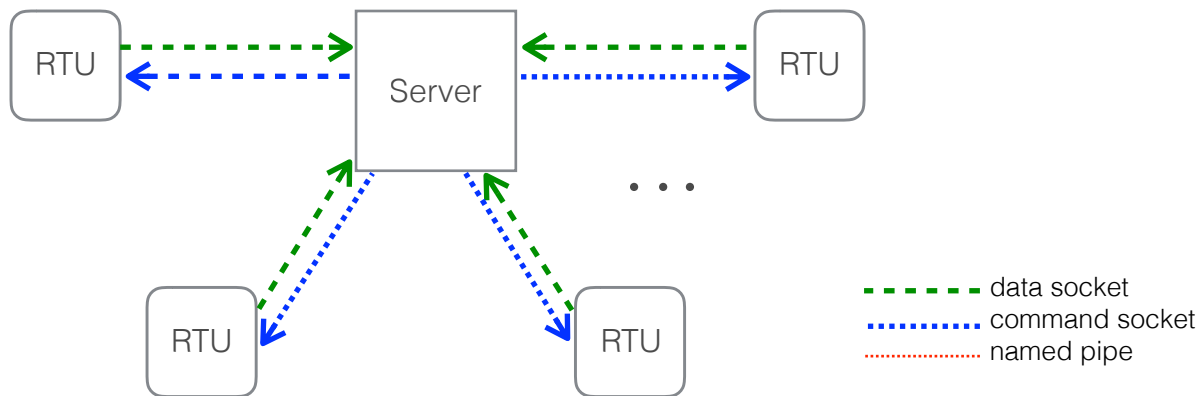 RTU
Server
RTU
. . .
RTU
RTU
data socket
command socket
named pipe